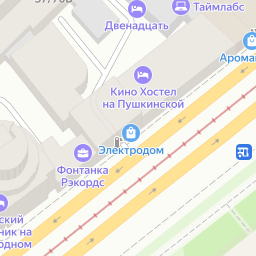 Таймлабс
Двенадцать
Арома
Кино Хостел
на Пушкинской
Электродом
Фонтанка
Рэкордс
ский
ник на
одном